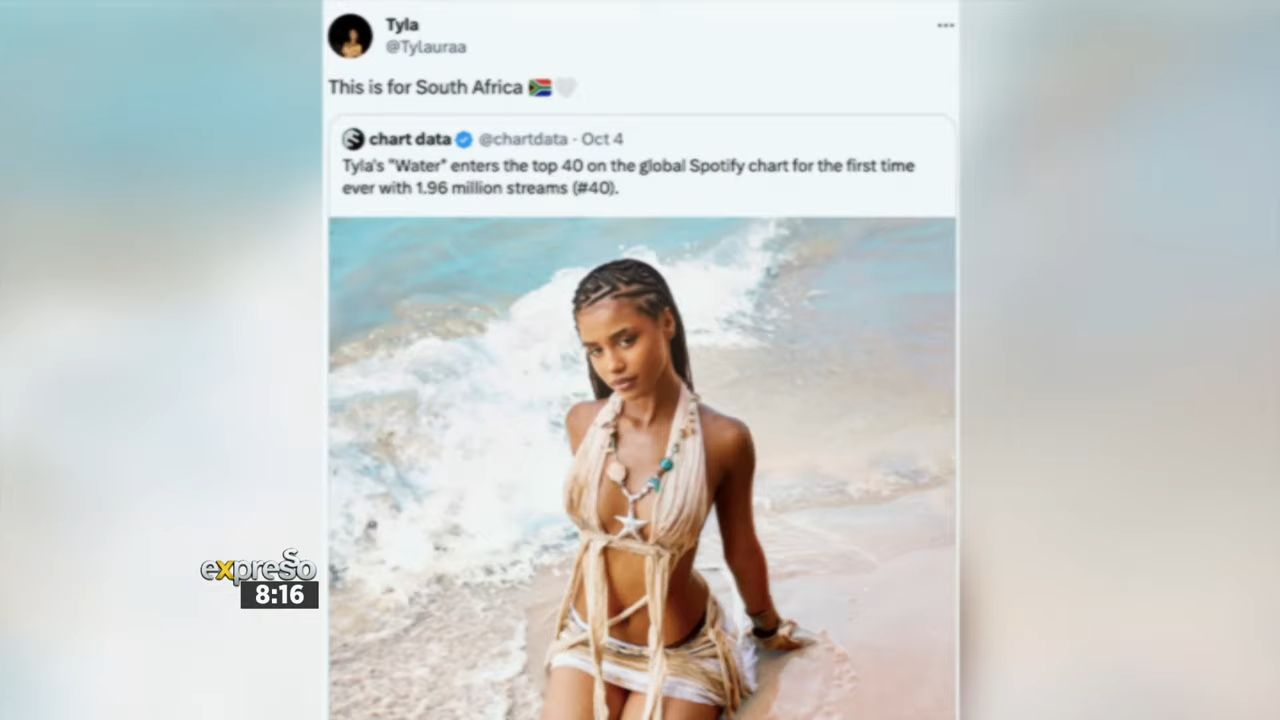 Tyla
@Tylauraa
This is for South Africa 🇿🇦🤍
chart data @chartdata · Oct 4
Tyla's "Water" enters the top 40 on the global Spotify chart for the first time
ever with 1.96 million streams (#40).
expresso
8:16